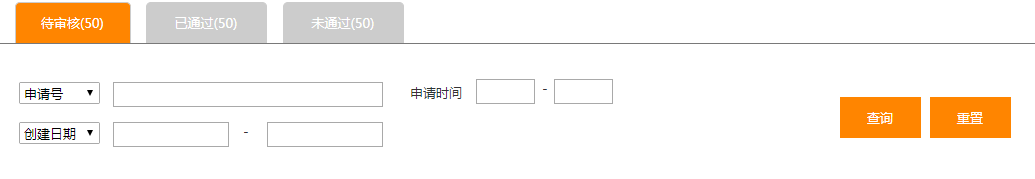 待审核(50) 已通过(50) 未通过(50)
申请号 申请时间 -
创建日期 -
查询 重置